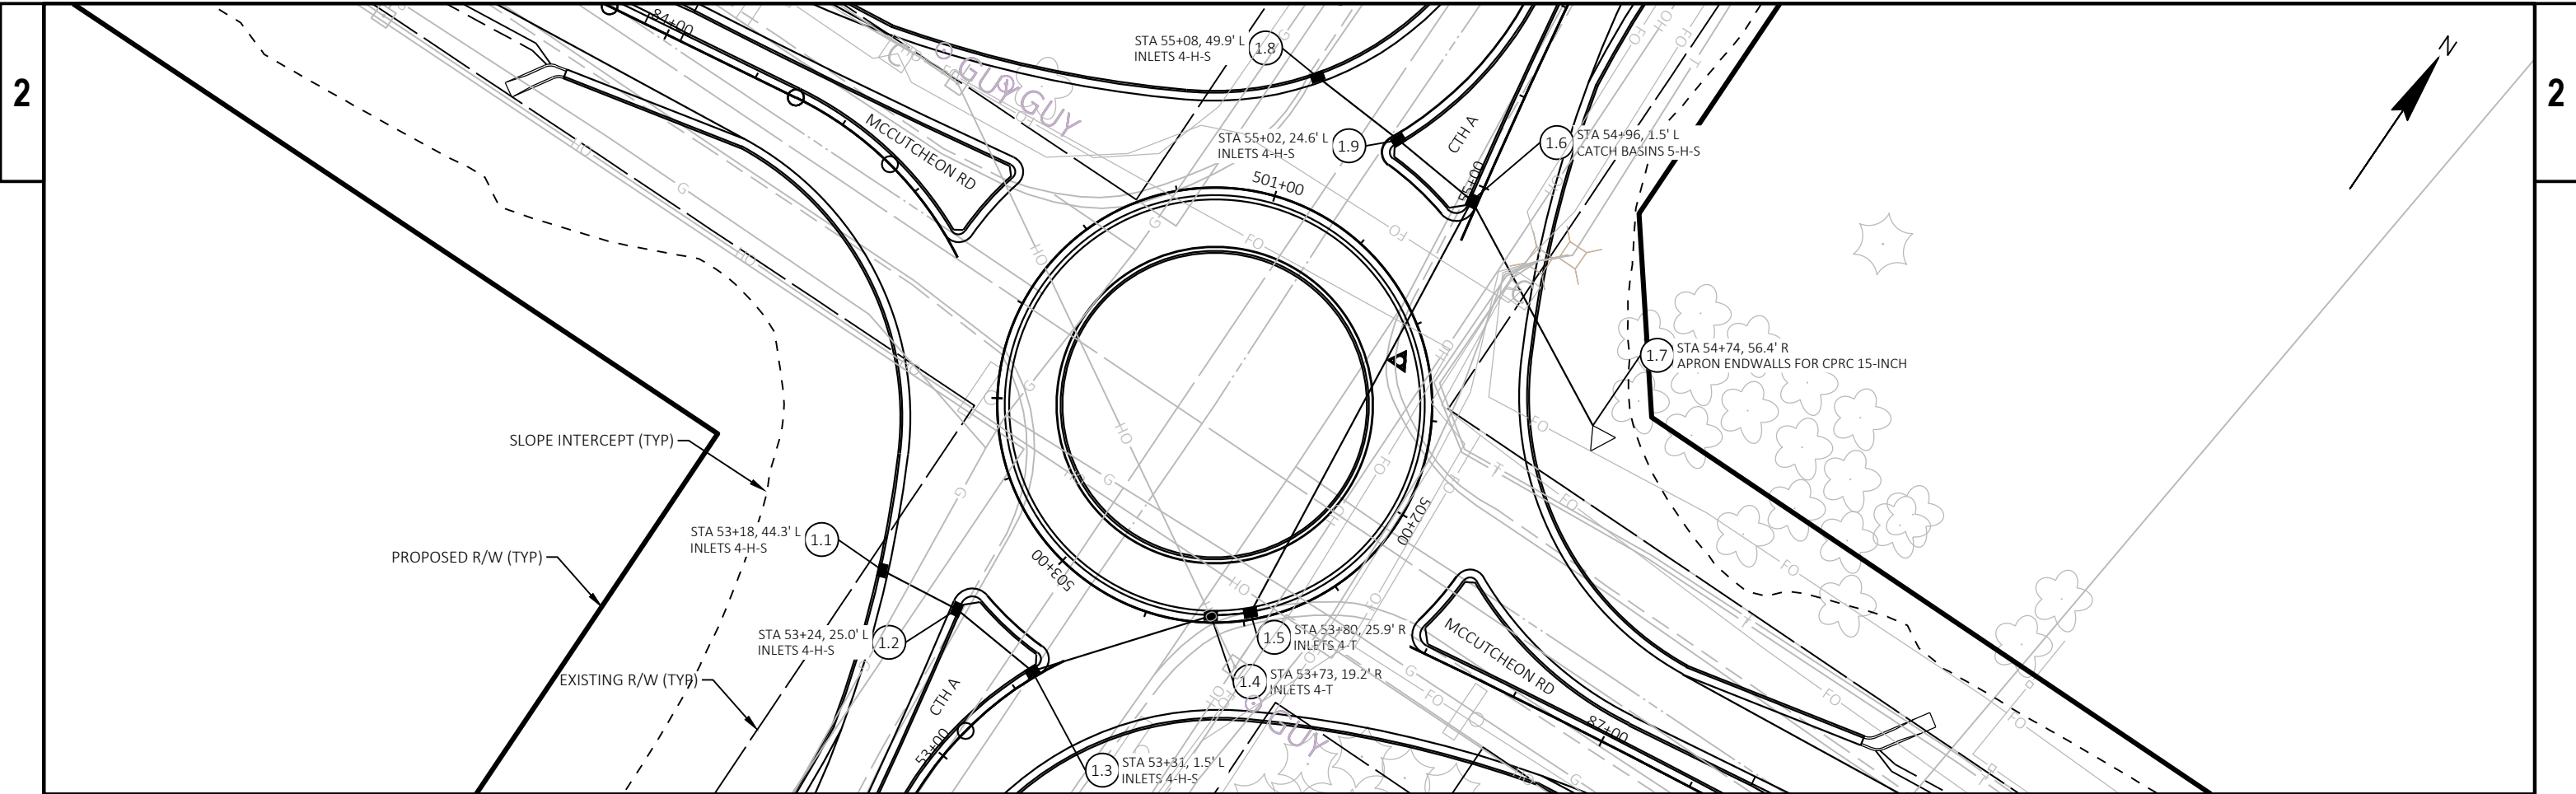 2
2
N
84+00
STA 55+08, 49.9' L
INLETS 4-H-S
1.8
© GUY
GUY
MCCUTCHEON RD
CTH A
STA 55+02, 24.6' L
INLETS 4-H-S
1.9
1.6
STA 54+96, 1.5' L
CATCH BASINS 5-H-S
55+00
501+00
1.7
STA 54+74, 56.4' R
APRON ENDWALLS FOR CPRC 15-INCH
SLOPE INTERCEPT (TYP)
STA 53+18, 44.3' L
INLETS 4-H-S
1.1
PROPOSED R/W (TYP)
502+00
503+00
STA 53+24, 25.0' L
INLETS 4-H-S
1.2
1.5
STA 53+80, 25.9' R
INLETS 4-T
1.4
STA 53+73, 19.2' R
INLETS 4-T
MCCUTCHEON RD
EXISTING R/W (TYP)
CTH A
GUY
87+00
53+00
1.3
STA 53+31, 1.5' L
INLETS 4-H-S
G
FO
OH
T